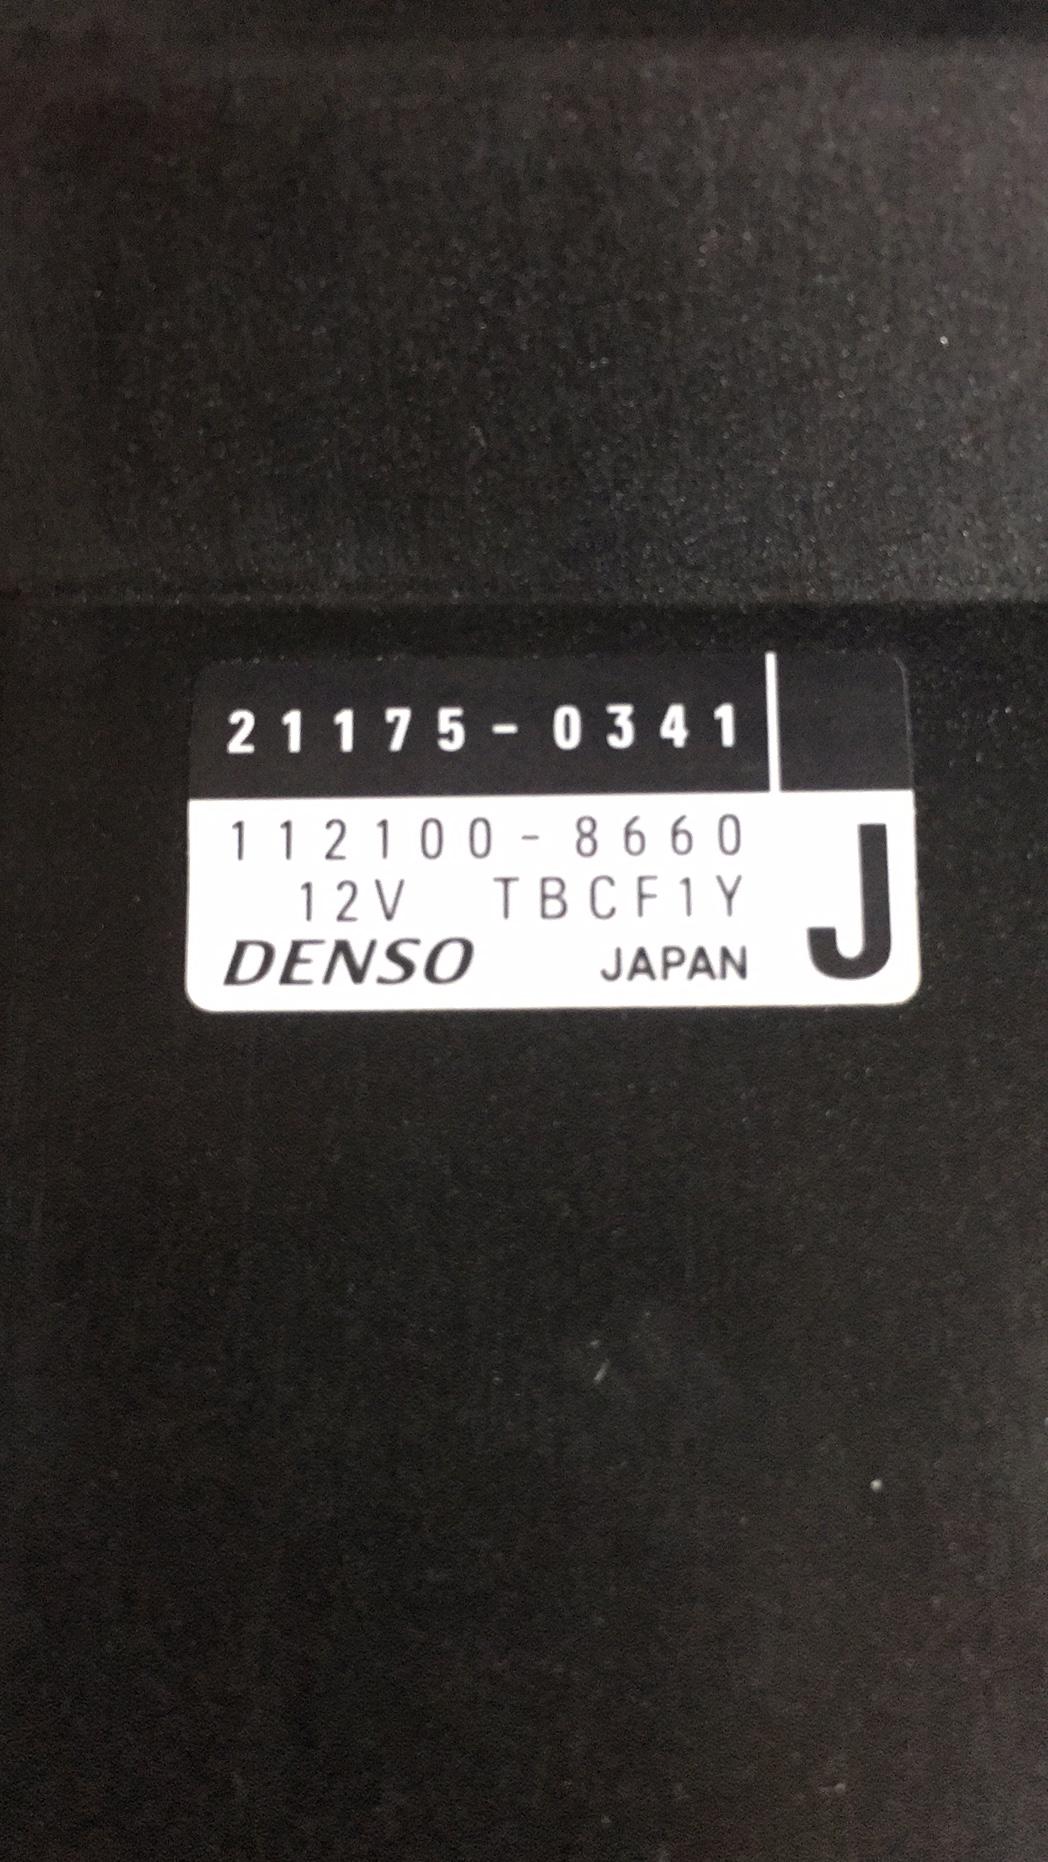 21175-0341
112100-8660
12V TBCF1Y
DENSO JAPAN
J